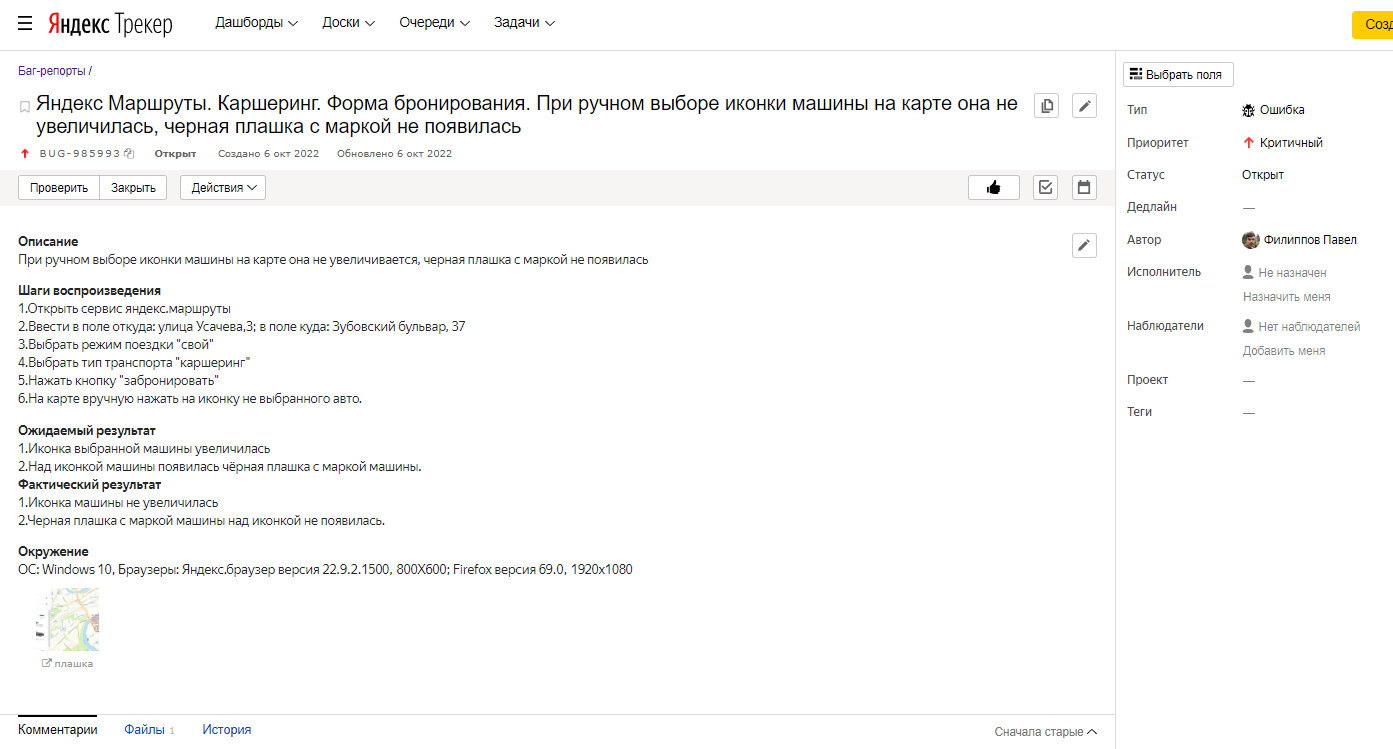 Яндекс Трекер
Дашборды
Доски
Очереди
Задачи
Созд
Баг-репорты /
Яндекс Маршруты. Каршеринг. Форма бронирования. При ручном выборе иконки машины на карте она не
увеличилась, черная плашка с маркой не появилась
BUG-985993 Открыт Создано 6 окт 2022 Обновлено 6 окт 2022
Проверить Закрыть Действия
Описание
При ручном выборе иконки машины на карте она не увеличивается, черная плашка с маркой не появилась
Шаги воспроизведения
1.Открыть сервис яндекс.маршруты
2.Ввести в поле откуда: улица Усачева,3; в поле куда: Зубовский бульвар, 37
3.Выбрать режим поездки "свой"
4.Выбрать тип транспорта "каршеринг"
5.Нажать кнопку "забронировать"
6.На карте вручную нажать на иконку не выбранного авто.
Ожидаемый результат
1.Иконка выбранной машины увеличилась
2.Над иконкой машины появилась чёрная плашка с маркой машины.
Фактический результат
1.Иконка машины не увеличилась
2.Черная плашка с маркой машины над иконкой не появилась.
Окружение
ОС: Windows 10, Браузеры: Яндекс.браузер версия 22.9.2.1500, 800X600; Firefox версия 69.0, 1920x1080
плашка
Комментарии Файлы 1 История Сначала старые
Выбрать поля
Тип Ошибка
Приоритет Критичный
Статус Открыт
Дедлайн —
Автор Филиппов Павел
Исполнитель Не назначен
Назначить меня
Наблюдатели Нет наблюдателей
Добавить меня
Проект —
Теги —